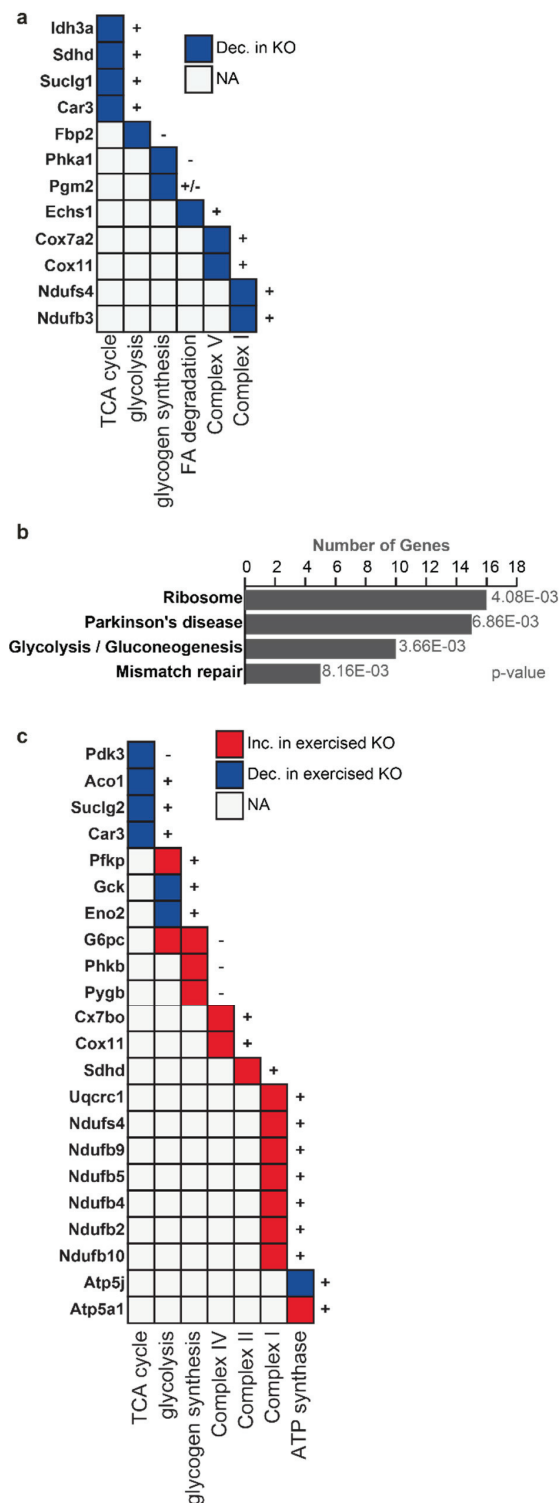 a
Idh3a +
Sdhd +
Suclg1 +
Car3 +
Fbp2 -
Phka1 -
Pgm2 +/-
Echs1 +
Cox7a2 +
Cox11 +
Ndufs4 +
Ndufb3 +
Dec. in KO
NA
TCA cycle
glycolysis
glycogen synthesis
FA degradation
Complex V
Complex I
b
Number of Genes
0 2 4 6 8 10 12 14 16 18
Ribosome 4.08E-03
Parkinson's disease 6.86E-03
Glycolysis / Gluconeogenesis 3.66E-03
Mismatch repair 8.16E-03
p-value
c
Inc. in exercised KO
Dec. in exercised KO
NA
Pdk3 -
Aco1 +
Suclg2 +
Car3 +
Pfkp +
Gck +
Eno2 +
G6pc -
Phkb -
Pygb -
Cx7bo +
Cox11 +
Sdhd +
Uqcrc1 +
Ndufs4 +
Ndufb9 +
Ndufb5 +
Ndufb4 +
Ndufb2 +
Ndufb10 +
Atp5j +
Atp5a1 +
TCA cycle
glycolysis
glycogen synthesis
Complex IV
Complex II
Complex I
ATP synthase